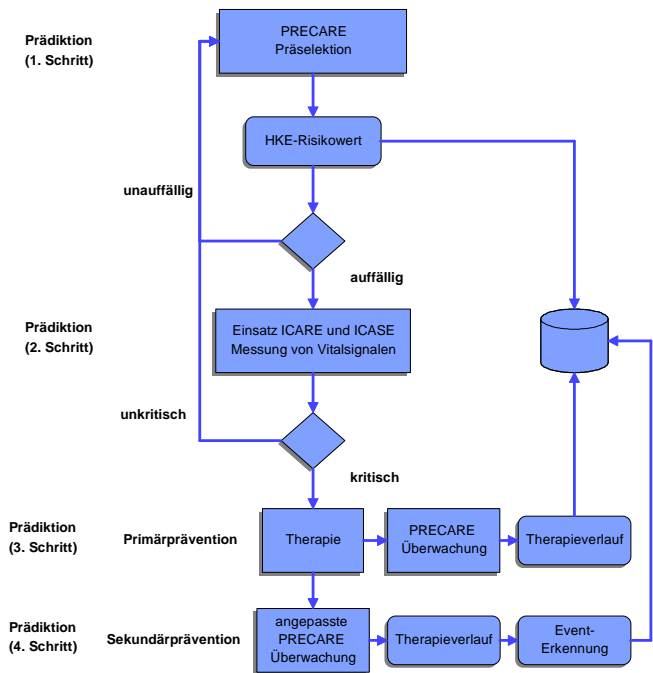 Prädiktion
(1. Schritt)
PRECARE
Präselektion
HKE-Risikowert
unauffällig
auffällig
Prädiktion
(2. Schritt)
Einsatz ICARE und ICASE
Messung von Vitalsignalen
unkritisch
kritisch
Prädiktion
(3. Schritt)
Primärprävention
Therapie
PRECARE
Überwachung
Therapieverlauf
Prädiktion
(4. Schritt)
Sekundärprävention
angepasste
PRECARE
Überwachung
Therapieverlauf
Event-
Erkennung